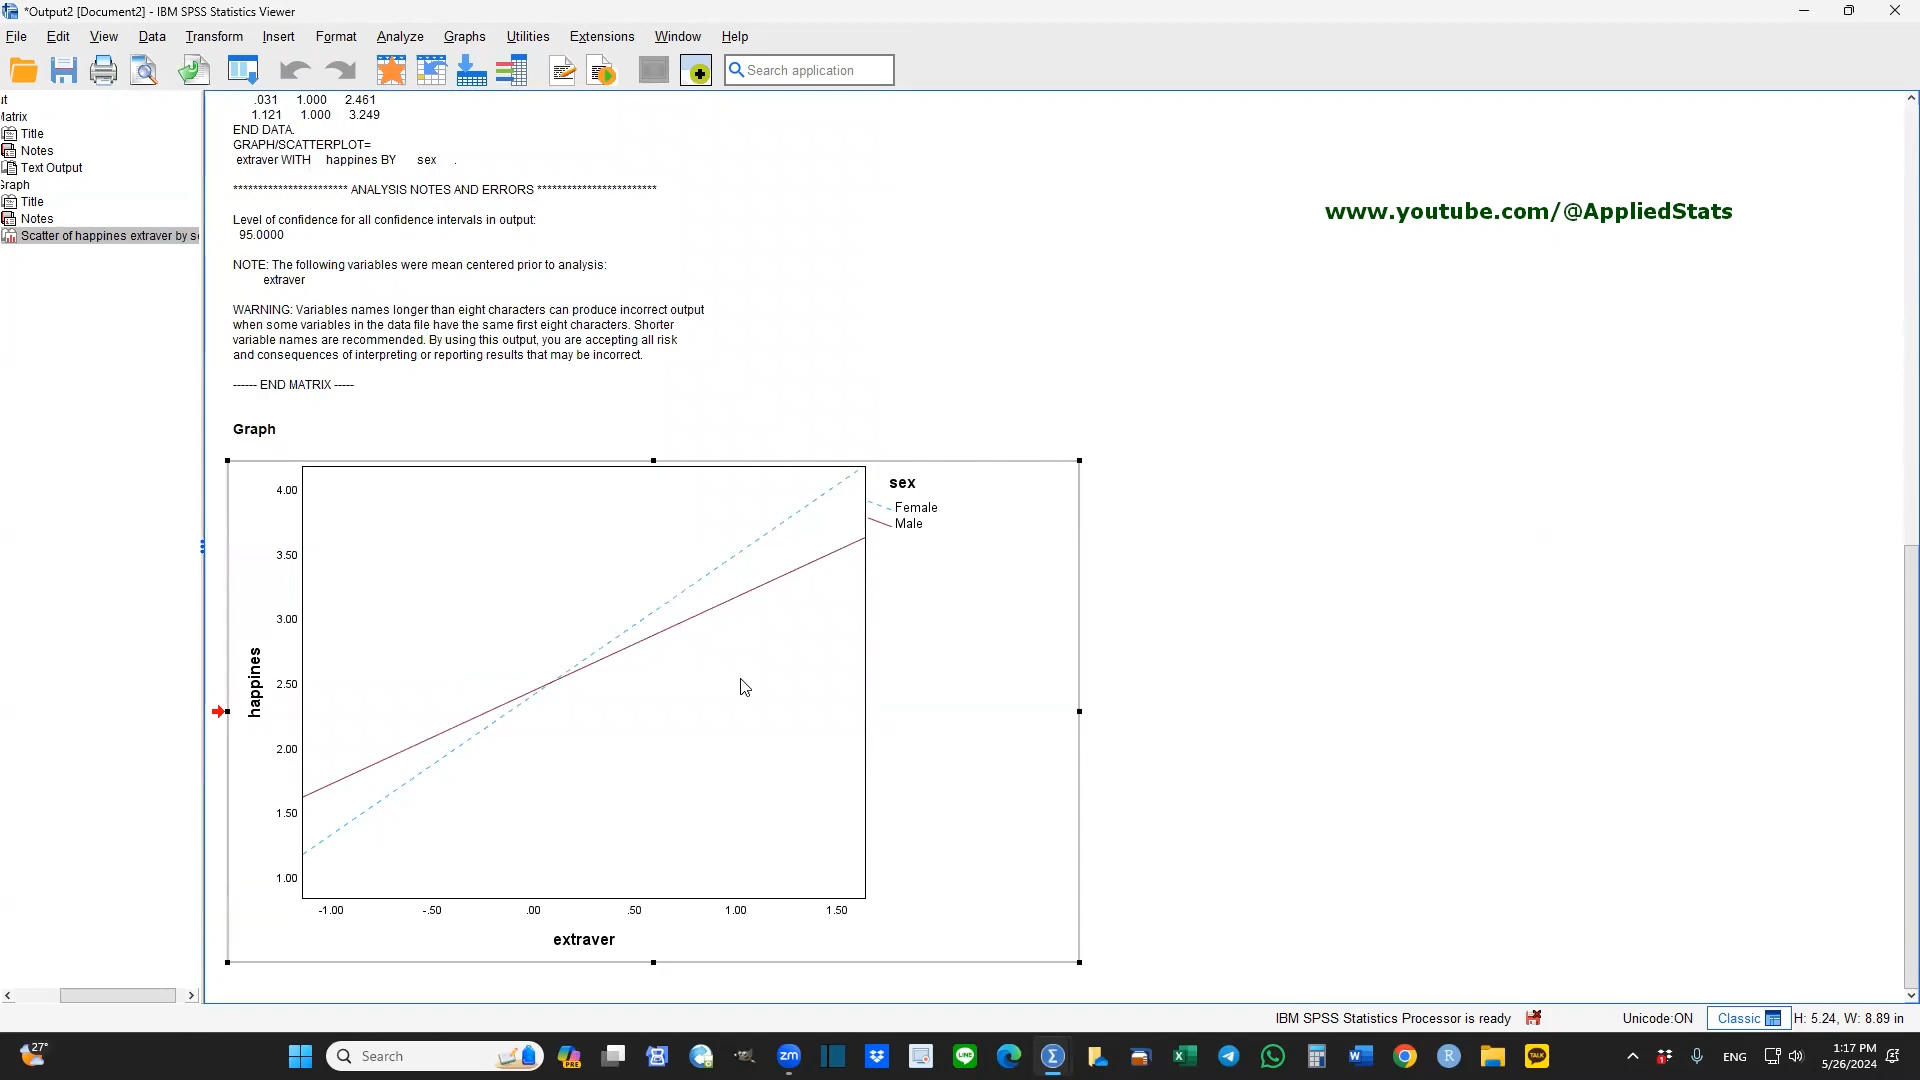 *Output2 [Document2] - IBM SPSS Statistics Viewer
File Edit View Data Transform Insert Format Analyze Graphs Utilities Extensions Window Help
Search application
Title
Notes
Text Output
Title
Notes
Scatter of happines extraver by
.031 1.000 2.461
1.121 1.000 3.249
END DATA.
GRAPH/SCATTERPLOT=
extraver WITH happines BY sex .
********************** ANALYSIS NOTES AND ERRORS ************************
Level of confidence for all confidence intervals in output:
95.0000
NOTE: The following variables were mean centered prior to analysis:
extraver
WARNING: Variables names longer than eight characters can produce incorrect output
when some variables in the data file have the same first eight characters. Shorter
variable names are recommended. By using this output, you are accepting all risk
and consequences of interpreting or reporting results that may be incorrect.
------ END MATRIX -----
www.youtube.com/@AppliedStats
Graph
sex
Female
Male
4.00
3.50
3.00
2.50
2.00
1.50
1.00
happines
-1.00 -.50 .00 .50 1.00 1.50
extraver
IBM SPSS Statistics Processor is ready
Unicode:ON
Classic
H: 5.24, W: 8.89 in
27°
Search
PRE
zm
LINE
R
TALK
ENG
1:17 PM
5/26/2024